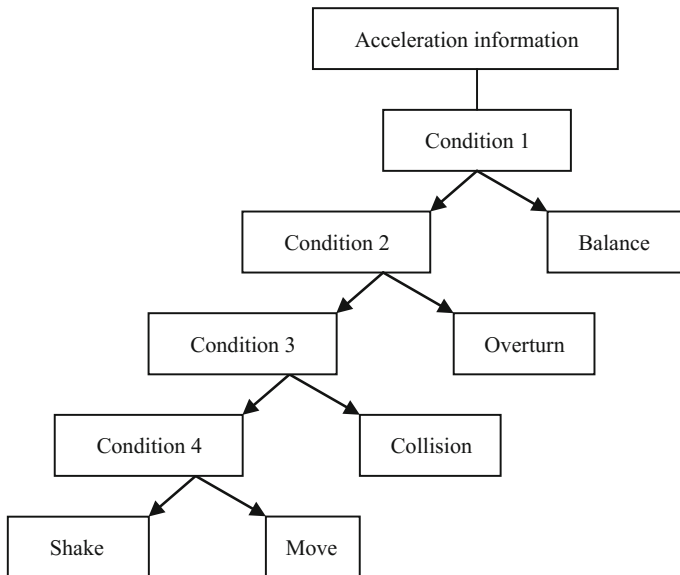 Acceleration information
Condition 1
Condition 2
Balance
Condition 3
Overturn
Condition 4
Collision
Shake
Move